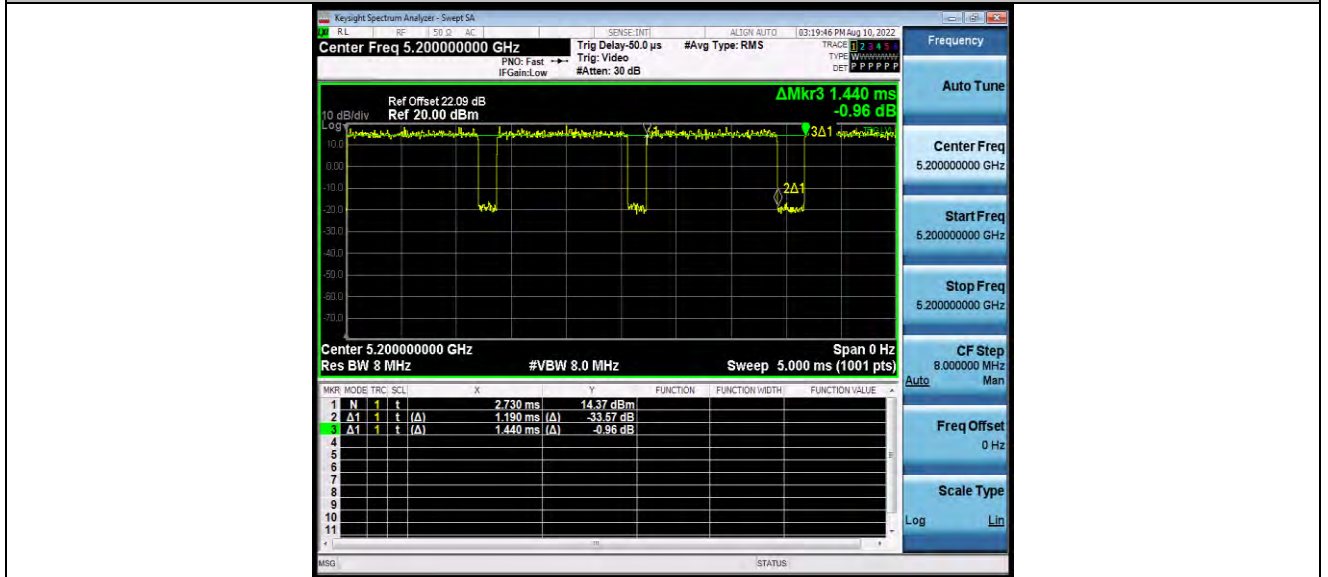 Keysight Spectrum Analyzer - Swept SA
RL RF 50 Ω AC SENSE:INT ALIGN AUTO 03:19:46 PM Aug 10, 2022
Center Freq 5.200000000 GHz
PNO: Fast
IFGain:Low
Trig Delay-50.0 µs
Trig: Video
#Atten: 30 dB
#Avg Type: RMS
TRACE 1 2 3 4 5 6
TYPE WWWWWW
DET P P P P P P
ΔMkr3 1.440 ms
-0.96 dB
Ref Offset 22.09 dB
10 dB/div Ref 20.00 dBm
Log
10.0
0.00
-10.0
-20.0
-30.0
-40.0
-50.0
-60.0
-70.0
3Δ1
2Δ1
Center 5.200000000 GHz Span 0 Hz
Res BW 8 MHz #VBW 8.0 MHz Sweep 5.000 ms (1001 pts)
MKR MODE TRC SCL X Y FUNCTION FUNCTION WIDTH FUNCTION VALUE
1 N 1 t 2.730 ms 14.37 dBm
2 Δ1 1 t (Δ) 1.190 ms (Δ) -33.57 dB
3 Δ1 1 t (Δ) 1.440 ms (Δ) -0.96 dB
4
5
6
7
8
9
10
11
MSG STATUS
Frequency
Auto Tune
Center Freq
5.200000000 GHz
Start Freq
5.200000000 GHz
Stop Freq
5.200000000 GHz
CF Step
8.000000 MHz
Auto Man
Freq Offset
0 Hz
Scale Type
Log Lin